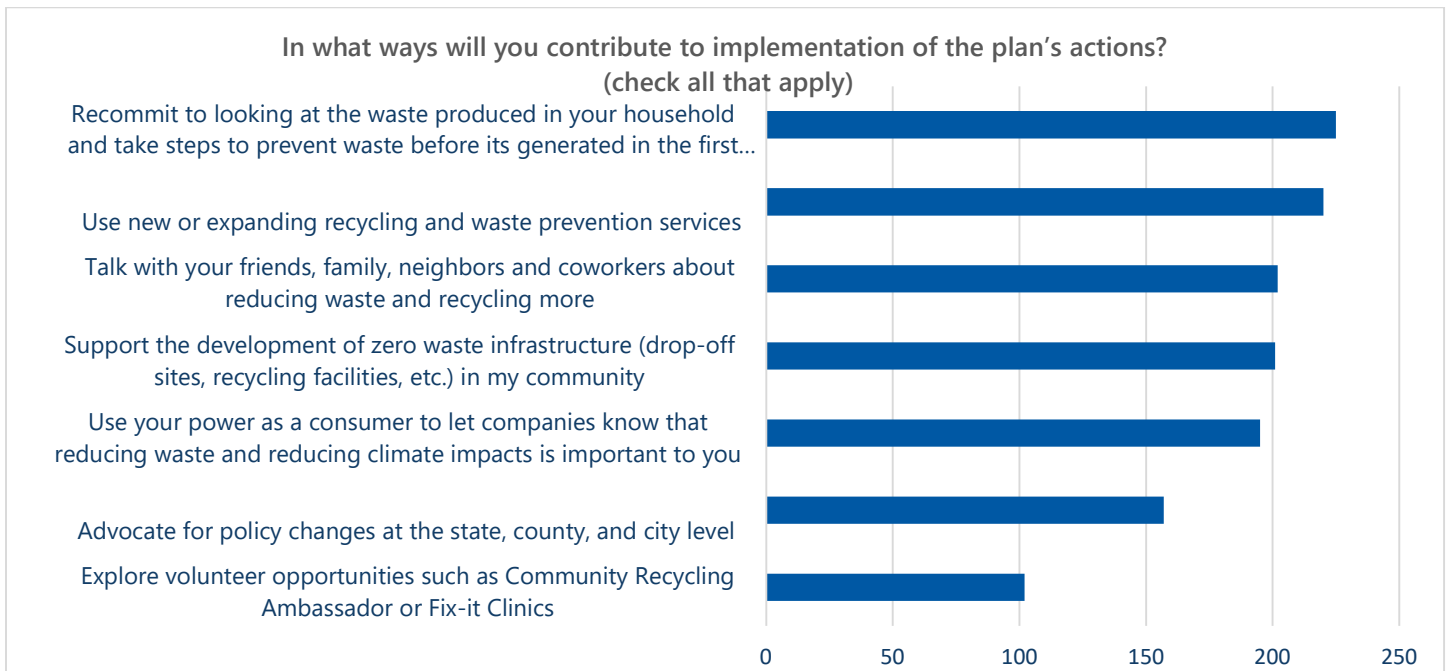 In what ways will you contribute to implementation of the plan’s actions?
(check all that apply)
Recommit to looking at the waste produced in your household
and take steps to prevent waste before its generated in the first...
Use new or expanding recycling and waste prevention services
Talk with your friends, family, neighbors and coworkers about
reducing waste and recycling more
Support the development of zero waste infrastructure (drop-off
sites, recycling facilities, etc.) in my community
Use your power as a consumer to let companies know that
reducing waste and reducing climate impacts is important to you
Advocate for policy changes at the state, county, and city level
Explore volunteer opportunities such as Community Recycling
Ambassador or Fix-it Clinics
0 50 100 150 200 250